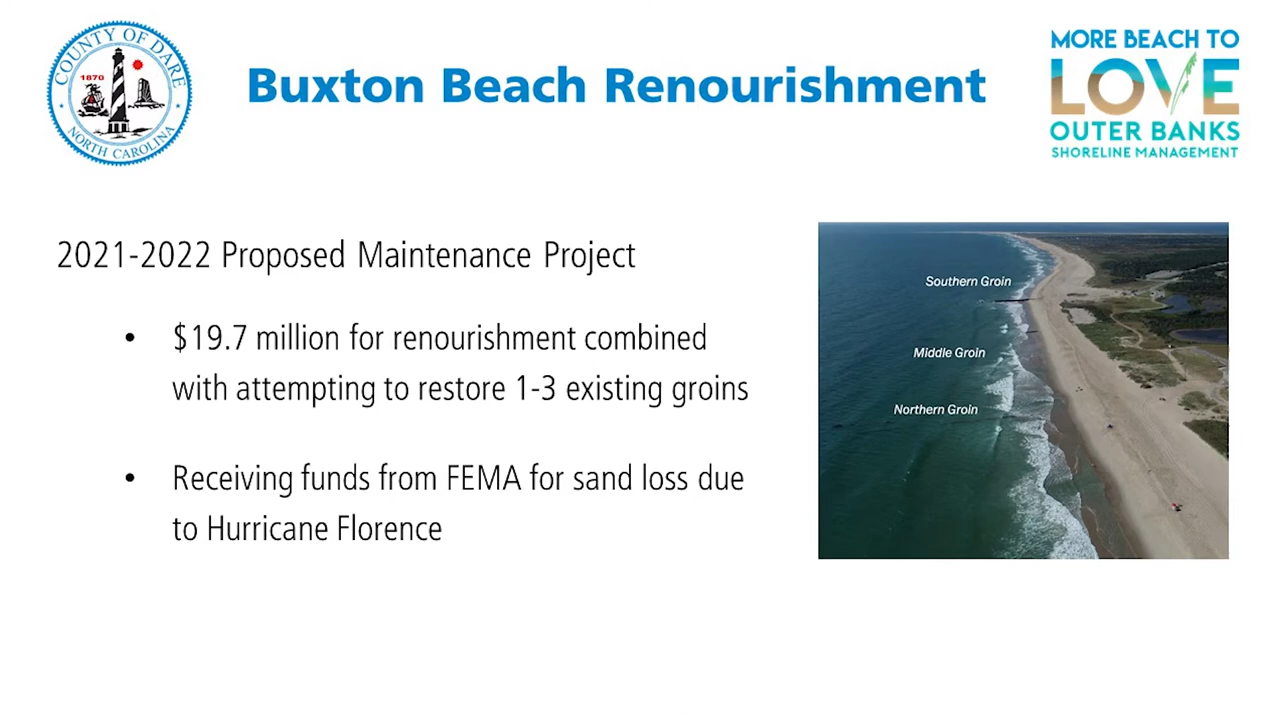 COUNTY OF DARE
1870
NORTH CAROLINA
Buxton Beach Renourishment
MORE BEACH TO
LOVE
OUTER BANKS
SHORELINE MANAGEMENT
2021-2022 Proposed Maintenance Project
• $19.7 million for renourishment combined
with attempting to restore 1-3 existing groins
• Receiving funds from FEMA for sand loss due
to Hurricane Florence
Southern Groin
Middle Groin
Northern Groin